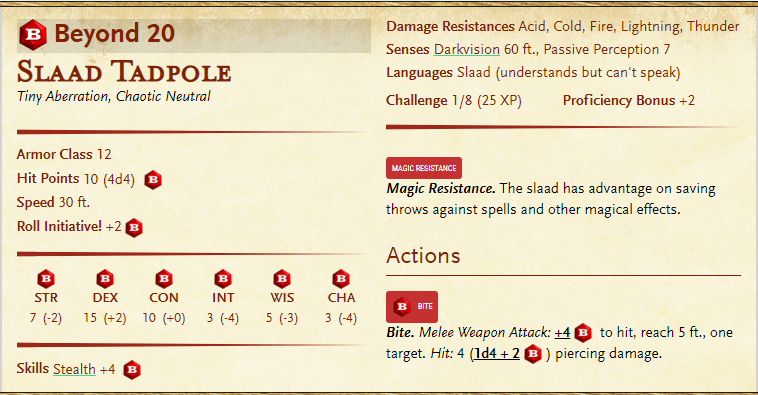 B Beyond 20
SLAAD TADPOLE
Tiny Aberration, Chaotic Neutral
Armor Class 12
Hit Points 10 (4d4) B
Speed 30 ft.
Roll Initiative! +2 B
B B B B B B
STR DEX CON INT WIS CHA
7 (-2) 15 (+2) 10 (+0) 3 (-4) 5 (-3) 3 (-4)
Skills Stealth +4 B
Damage Resistances Acid, Cold, Fire, Lightning, Thunder
Senses Darkvision 60 ft., Passive Perception 7
Languages Slaad (understands but can't speak)
Challenge 1/8 (25 XP) Proficiency Bonus +2
MAGIC RESISTANCE
Magic Resistance. The slaad has advantage on saving
throws against spells and other magical effects.
Actions
B BITE
Bite. Melee Weapon Attack: +4 B to hit, reach 5 ft., one
target. Hit: 4 (1d4 + 2 B ) piercing damage.